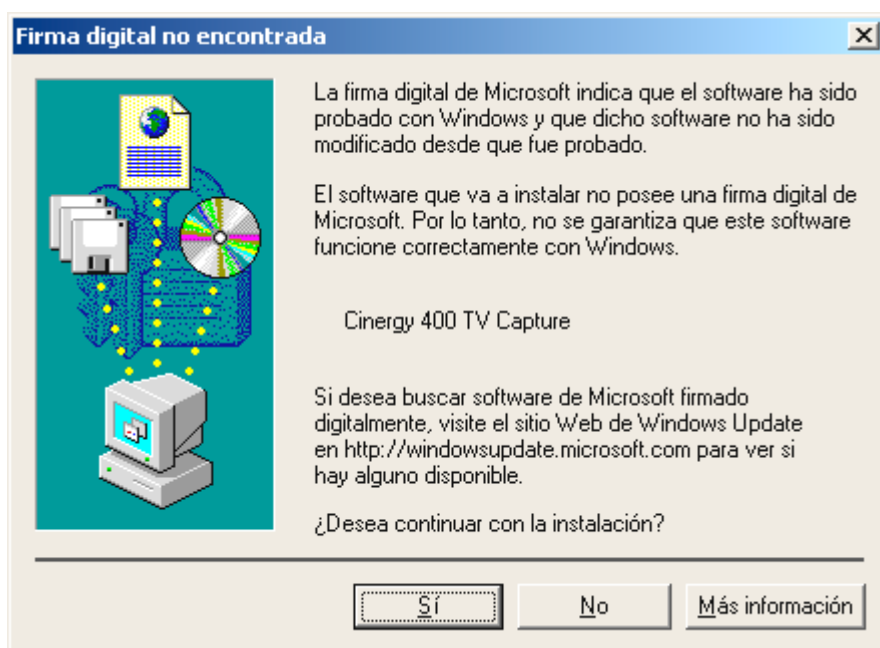 Firma digital no encontrada
La firma digital de Microsoft indica que el software ha sido
probado con Windows y que dicho software no ha sido
modificado desde que fue probado.
El software que va a instalar no posee una firma digital de
Microsoft. Por lo tanto, no se garantiza que este software
funcione correctamente con Windows.
Cinergy 400 TV Capture
Si desea buscar software de Microsoft firmado
digitalmente, visite el sitio Web de Windows Update
en http://windowsupdate.microsoft.com para ver si
hay alguno disponible.
¿Desea continuar con la instalación?
Sí No Más información